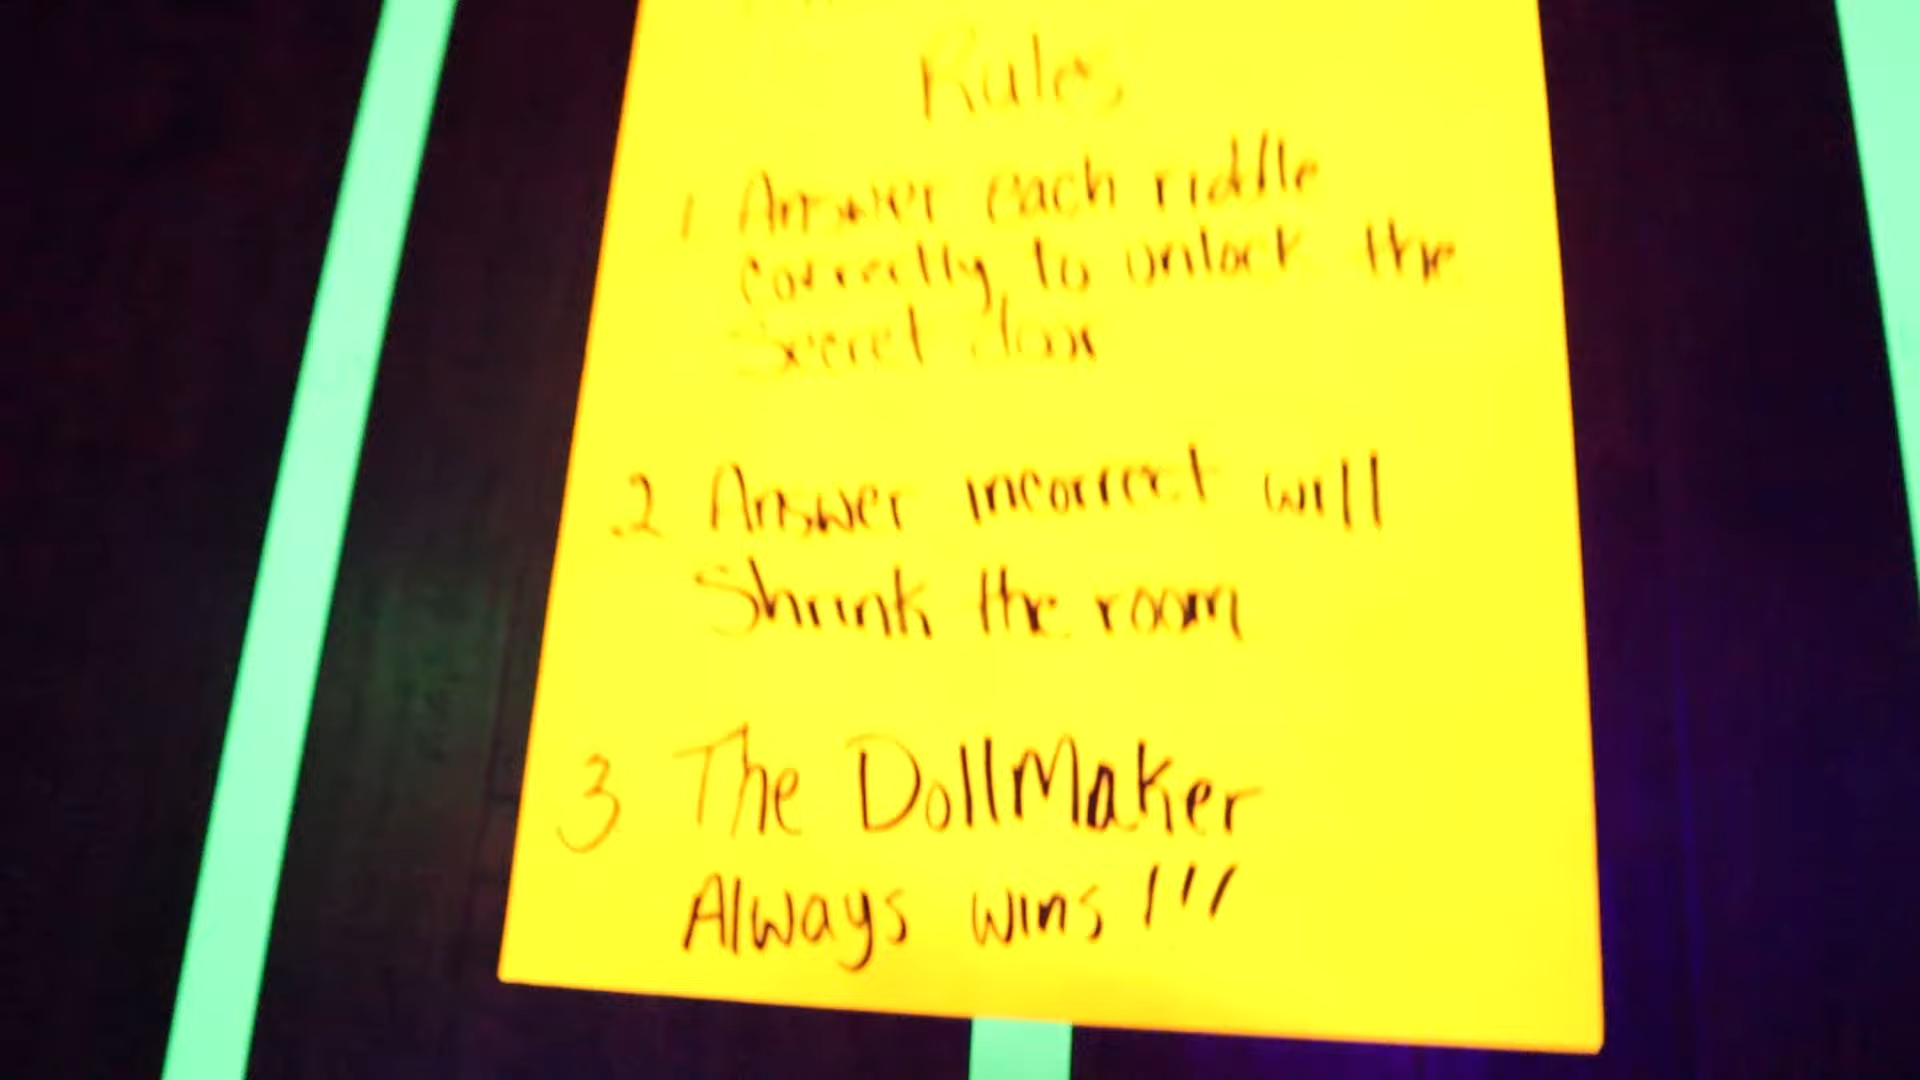 Rules
1 Answer each riddle
correctly to unlock the
Secret door
2 Answer incorrect will
Shrink the room
3 The DollMaker
Always wins!!!